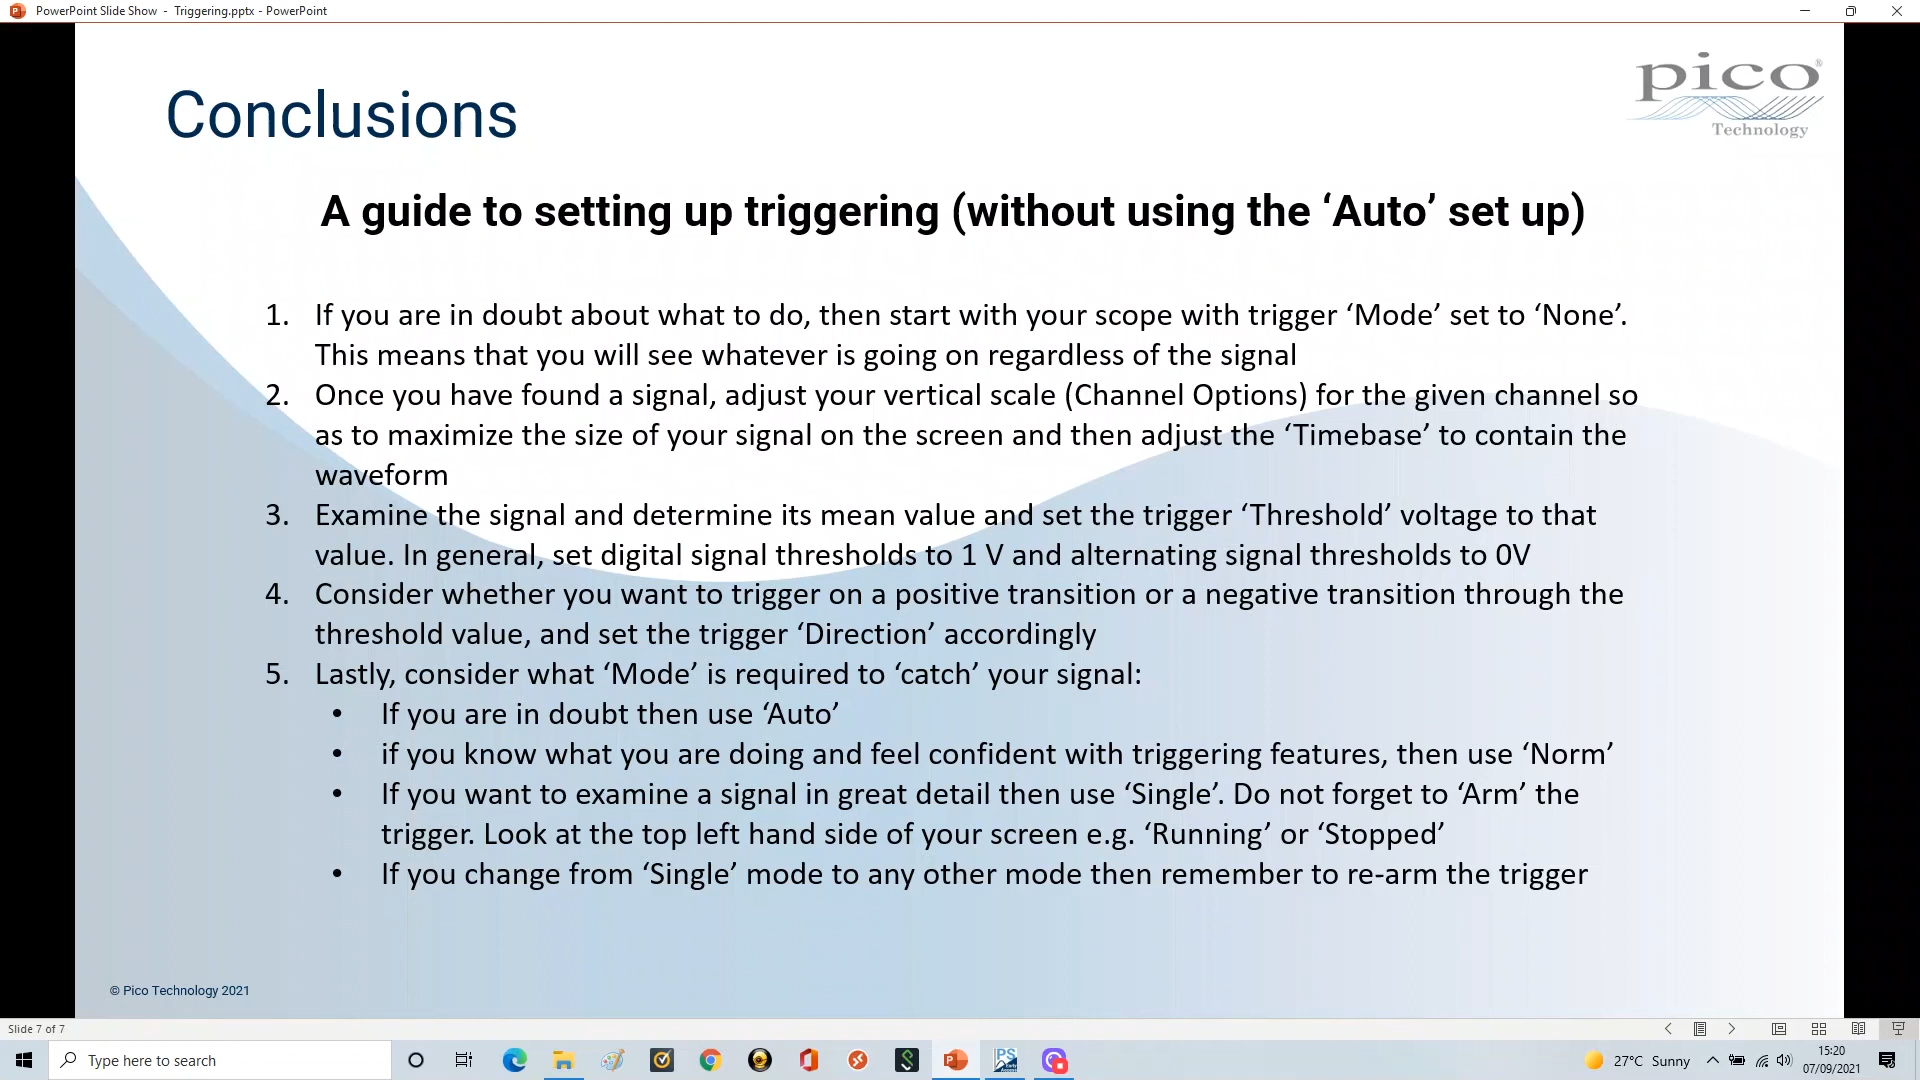 PowerPoint Slide Show - Triggering.pptx - PowerPoint
pico®
Technology
Conclusions
A guide to setting up triggering (without using the ‘Auto’ set up)
1. If you are in doubt about what to do, then start with your scope with trigger ‘Mode’ set to ‘None’.
This means that you will see whatever is going on regardless of the signal
2. Once you have found a signal, adjust your vertical scale (Channel Options) for the given channel so
as to maximize the size of your signal on the screen and then adjust the ‘Timebase’ to contain the
waveform
3. Examine the signal and determine its mean value and set the trigger ‘Threshold’ voltage to that
value. In general, set digital signal thresholds to 1 V and alternating signal thresholds to 0V
4. Consider whether you want to trigger on a positive transition or a negative transition through the
threshold value, and set the trigger ‘Direction’ accordingly
5. Lastly, consider what ‘Mode’ is required to ‘catch’ your signal:
• If you are in doubt then use ‘Auto’
• if you know what you are doing and feel confident with triggering features, then use ‘Norm’
• If you want to examine a signal in great detail then use ‘Single’. Do not forget to ‘Arm’ the
trigger. Look at the top left hand side of your screen e.g. ‘Running’ or ‘Stopped’
• If you change from ‘Single’ mode to any other mode then remember to re-arm the trigger
© Pico Technology 2021
Slide 7 of 7
Type here to search
PS
27°C Sunny
15:20
07/09/2021